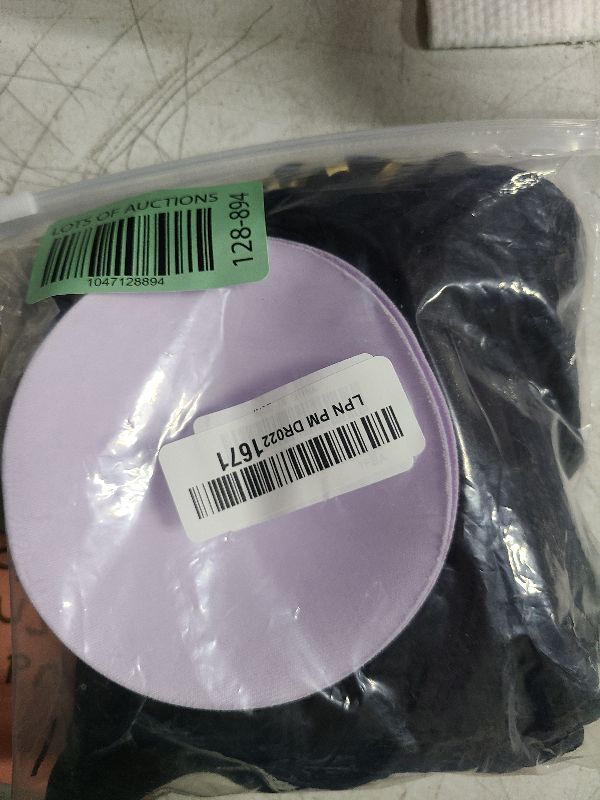 LOTS OF AUCTIONS
1047128894
128-894
LPN PM DR0221671